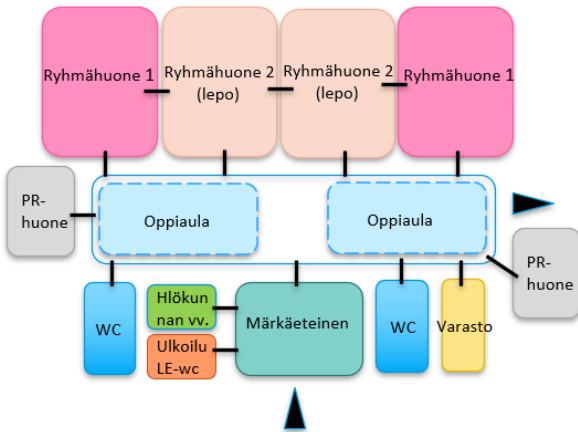 Ryhmähuone 1
Ryhmähuone 2
(lepo)
Ryhmähuone 2
(lepo)
Ryhmähuone 1
PR-
huone
Oppiaula
Oppiaula
PR-
huone
WC
Hlökun
nan vv.
Ulkoilu
LE-wc
Märkäeteinen
WC
Varasto